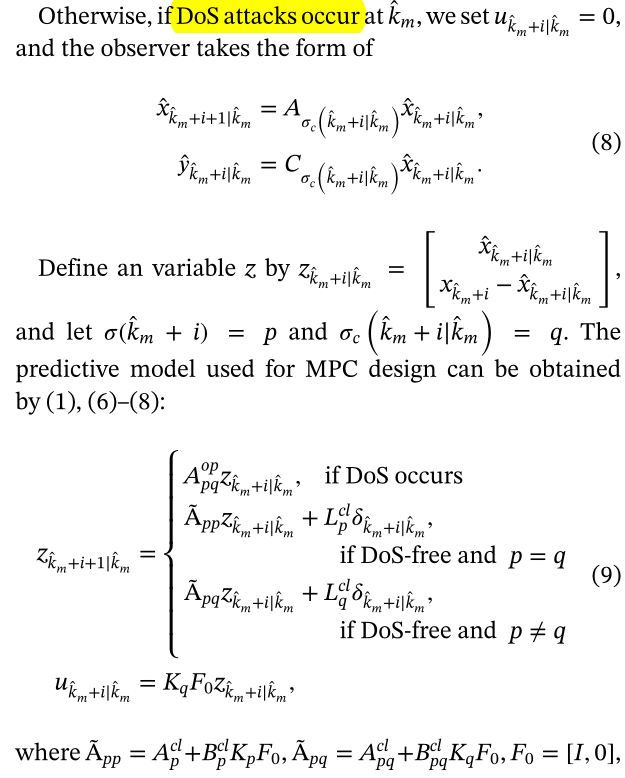 Otherwise, if DoS attacks occur at $\hat{k}_m$, we set $u_{\hat{k}_m+i|\hat{k}_m} = 0$,
and the observer takes the form of
$\hat{x}_{\hat{k}_m+i+1|\hat{k}_m} = A_{\sigma_c(\hat{k}_m+i|\hat{k}_m)} \hat{x}_{\hat{k}_m+i|\hat{k}_m},$
$\hat{y}_{\hat{k}_m+i|\hat{k}_m} = C_{\sigma_c(\hat{k}_m+i|\hat{k}_m)} \hat{x}_{\hat{k}_m+i|\hat{k}_m}.$
(8)
Define an variable $z$ by $z_{\hat{k}_m+i|\hat{k}_m} = \begin{bmatrix} \hat{x}_{\hat{k}_m+i|\hat{k}_m} \\ x_{\hat{k}_m+i} - \hat{x}_{\hat{k}_m+i|\hat{k}_m} \end{bmatrix}$,
and let $\sigma(\hat{k}_m + i) = p$ and $\sigma_c(\hat{k}_m + i|\hat{k}_m) = q$. The
predictive model used for MPC design can be obtained
by (1), (6)–(8):
$z_{\hat{k}_m+i+1|\hat{k}_m} = \begin{cases} A^{op}_{pq} z_{\hat{k}_m+i|\hat{k}_m}, & \text{if DoS occurs} \\ \tilde{A}_{pp} z_{\hat{k}_m+i|\hat{k}_m} + L^{cl}_p \delta_{\hat{k}_m+i|\hat{k}_m}, \\ & \text{if DoS-free and } p = q \\ \tilde{A}_{pq} z_{\hat{k}_m+i|\hat{k}_m} + L^{cl}_q \delta_{\hat{k}_m+i|\hat{k}_m}, \\ & \text{if DoS-free and } p \neq q \end{cases}$
(9)
$u_{\hat{k}_m+i|\hat{k}_m} = K_q F_0 z_{\hat{k}_m+i|\hat{k}_m},$
where $\tilde{A}_{pp} = A^{cl}_p + B^{cl}_p K_p F_0$, $\tilde{A}_{pq} = A^{cl}_{pq} + B^{cl}_{pq} K_q F_0$, $F_0 = [I, 0]$,